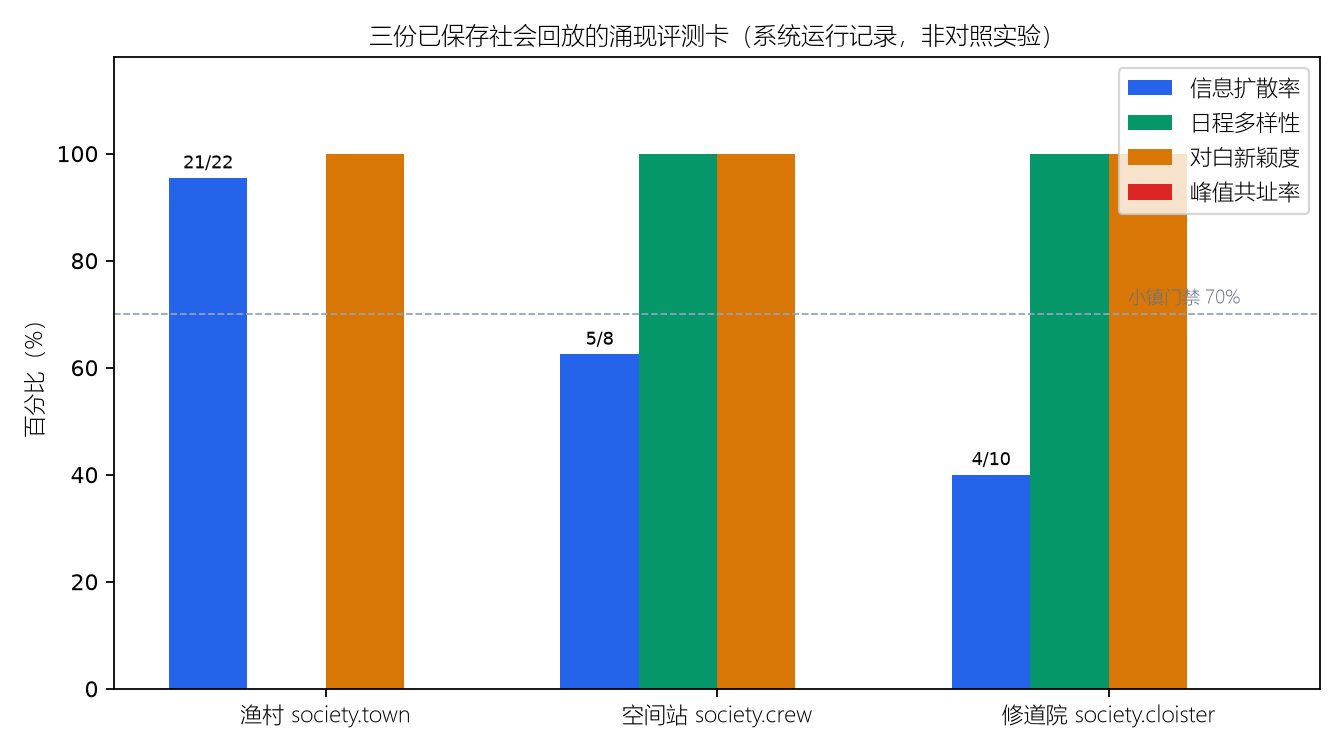 三份已保存社会回放的涌现评测卡（系统运行记录，非对照实验）
信息扩散率
日程多样性
对白新颖度
峰值共址率
百分比（%）
100
80
60
40
20
0
21/22
5/8
4/10
小镇门禁 70%
渔村 society.town
空间站 society.crew
修道院 society.cloister